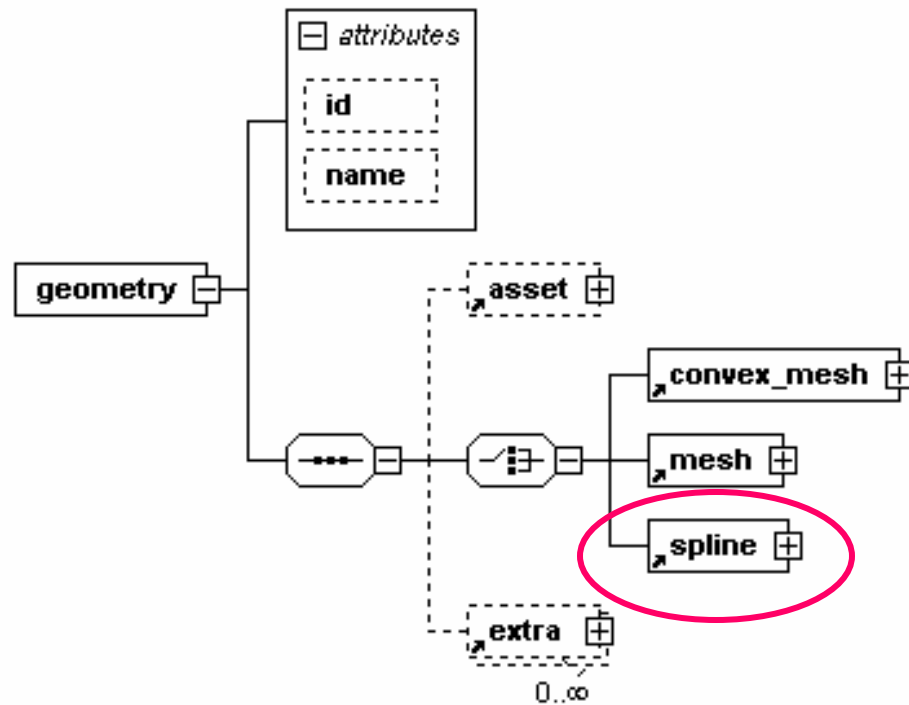 attributes
id
name
geometry
asset
convex_mesh
mesh
spline
extra
0..∞